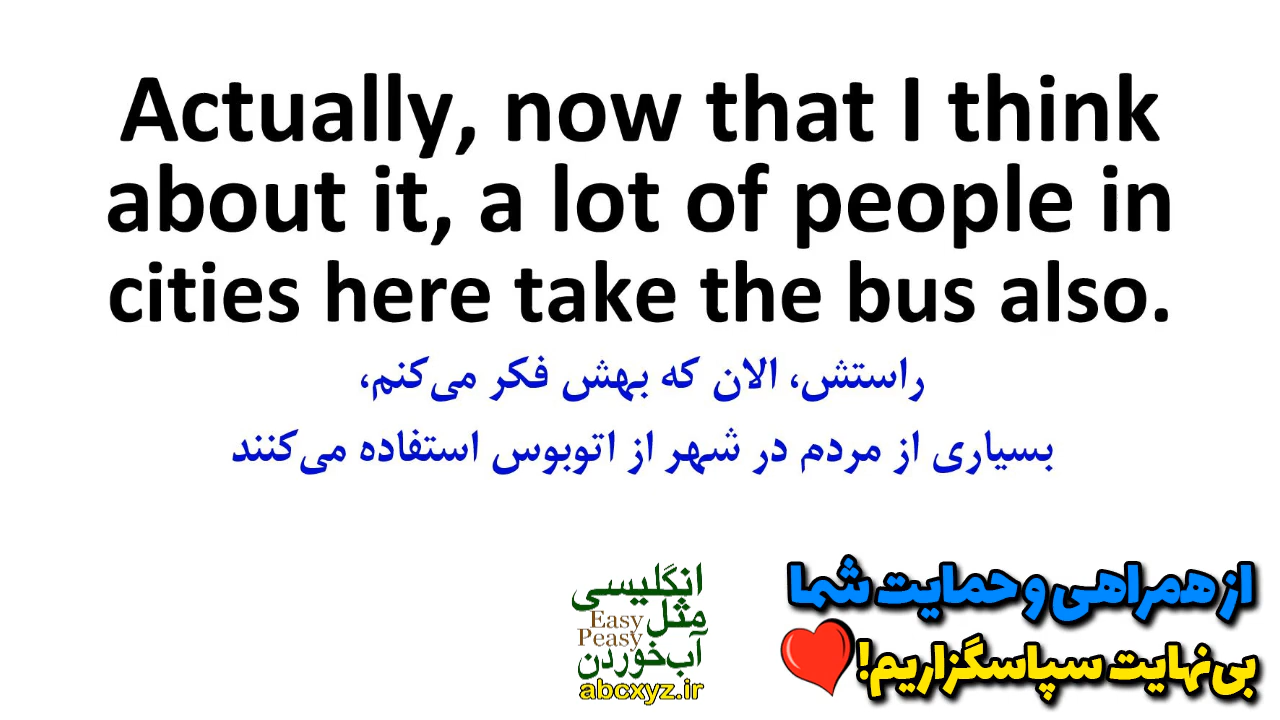 Actually, now that I think
about it, a lot of people in
cities here take the bus also.
راستش، الان که بهش فکر می‌کنم،
بسیاری از مردم در شهر از اتوبوس استفاده می‌کنند
انگلیسی
مثل
Easy
Peasy
آب‌خوردن
abcxyz.ir
از همراهی و حمایت شما
بی‌نهایت سپاسگزاریم!